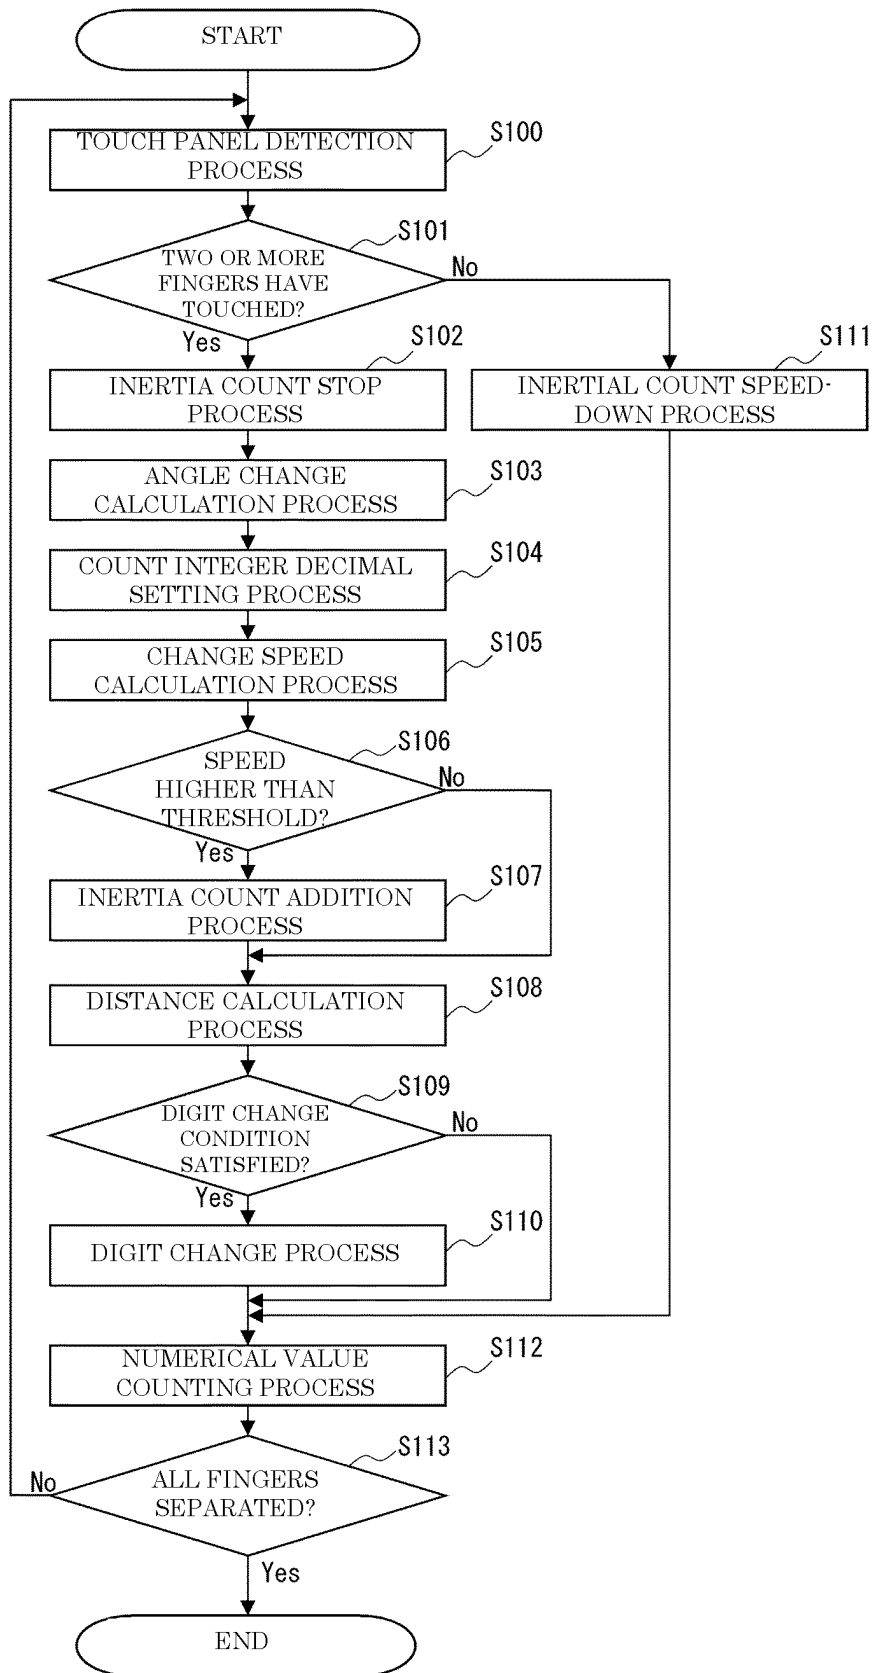 START
TOUCH PANEL DETECTION
PROCESS
S100
TWO OR MORE
FINGERS HAVE
TOUCHED?
S101
No
Yes
INERTIA COUNT STOP
PROCESS
S102
INERTIAL COUNT SPEED-
DOWN PROCESS
S111
ANGLE CHANGE
CALCULATION PROCESS
S103
COUNT INTEGER DECIMAL
SETTING PROCESS
S104
CHANGE SPEED
CALCULATION PROCESS
S105
SPEED
HIGHER THAN
THRESHOLD?
S106
No
Yes
INERTIA COUNT ADDITION
PROCESS
S107
DISTANCE CALCULATION
PROCESS
S108
DIGIT CHANGE
CONDITION
SATISFIED?
S109
No
Yes
DIGIT CHANGE PROCESS
S110
NUMERICAL VALUE
COUNTING PROCESS
S112
ALL FINGERS
SEPARATED?
S113
No
Yes
END